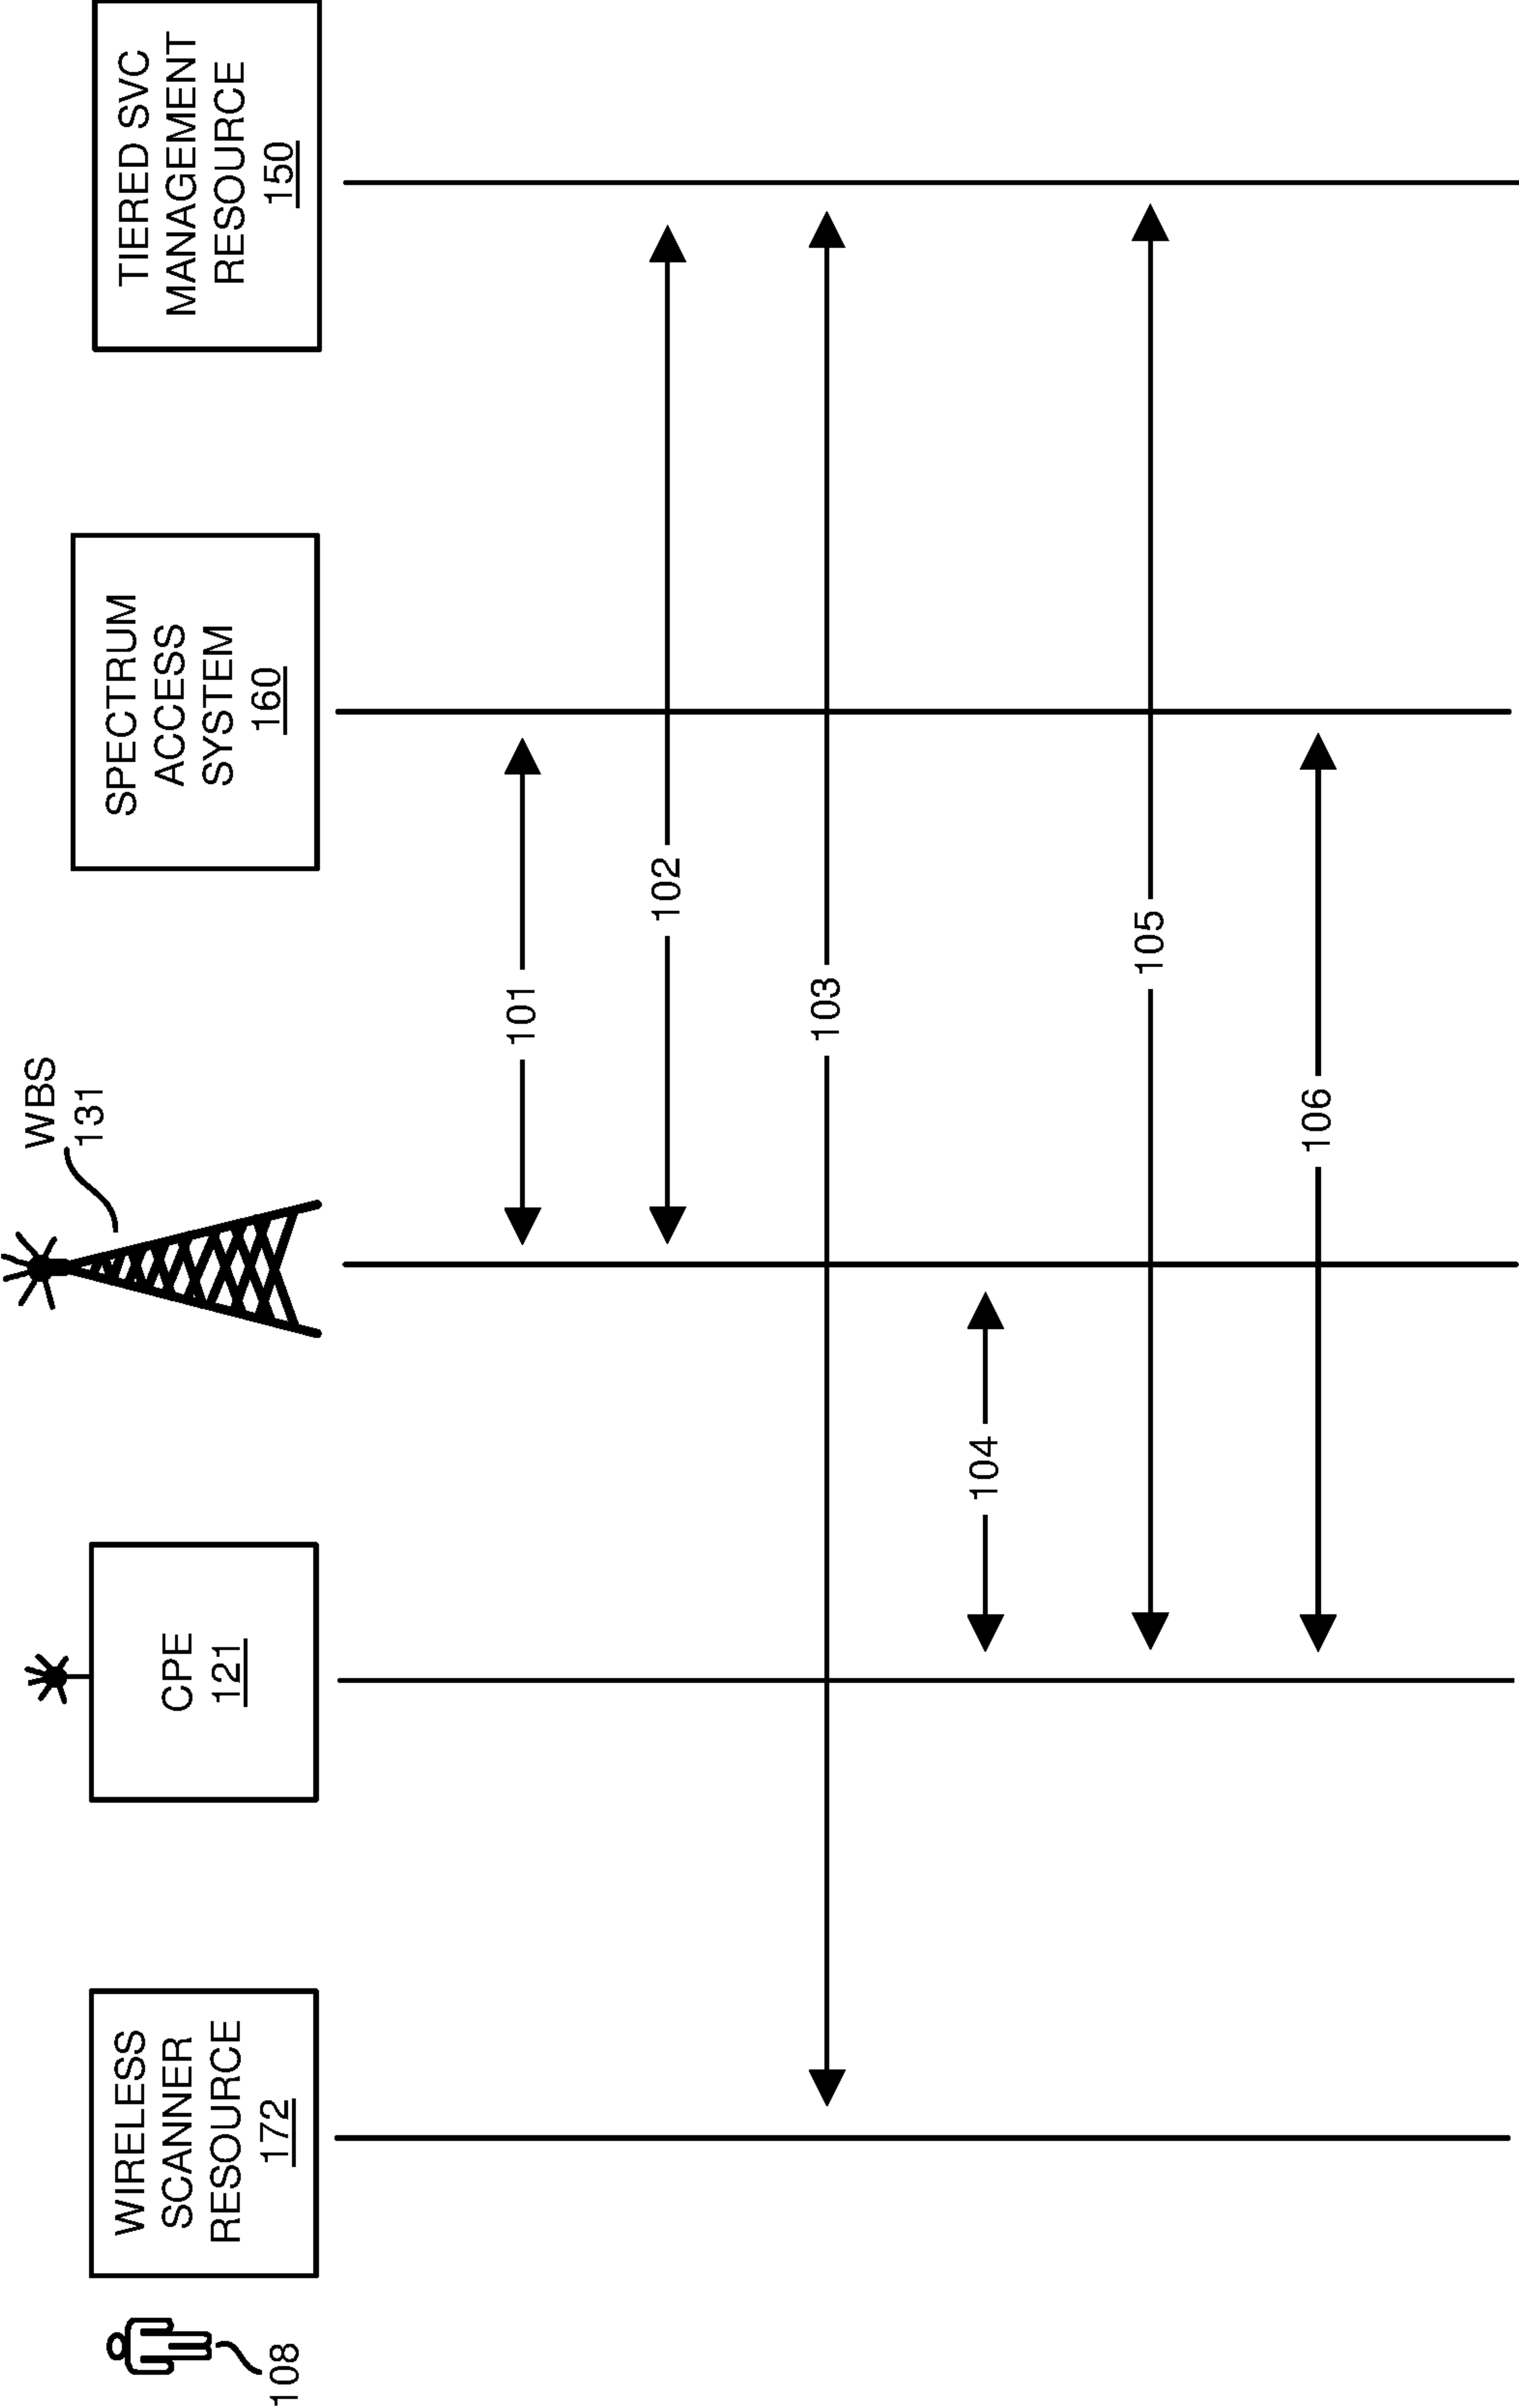 108
WIRELESS
SCANNER
RESOURCE
172
CPE
121
WBS
131
SPECTRUM
ACCESS
SYSTEM
160
TIERED SVC
MANAGEMENT
RESOURCE
150
101
102
103
104
105
106